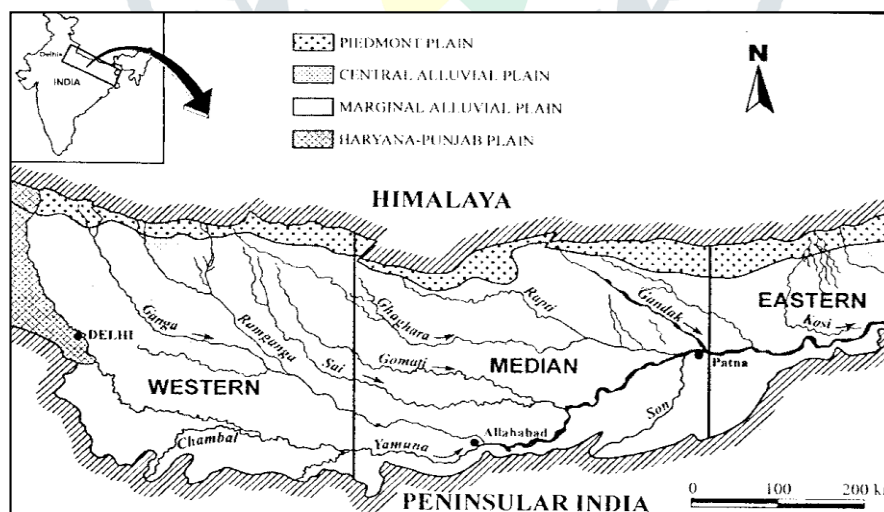 Delhi
INDIA
PIEDMONT PLAIN
CENTRAL ALLUVIAL PLAIN
MARGINAL ALLUVIAL PLAIN
HARYANA-PUNJAB PLAIN
N
HIMALAYA
EASTERN
Kosi
Gandak
Rapti
Ghaghara
Ganga
Ramganga
DELHI
Gomati
MEDIAN
Sai
Patna
WESTERN
Son
Chambal
Yamuna
Allahabad
PENINSULAR INDIA
0 100 200 km